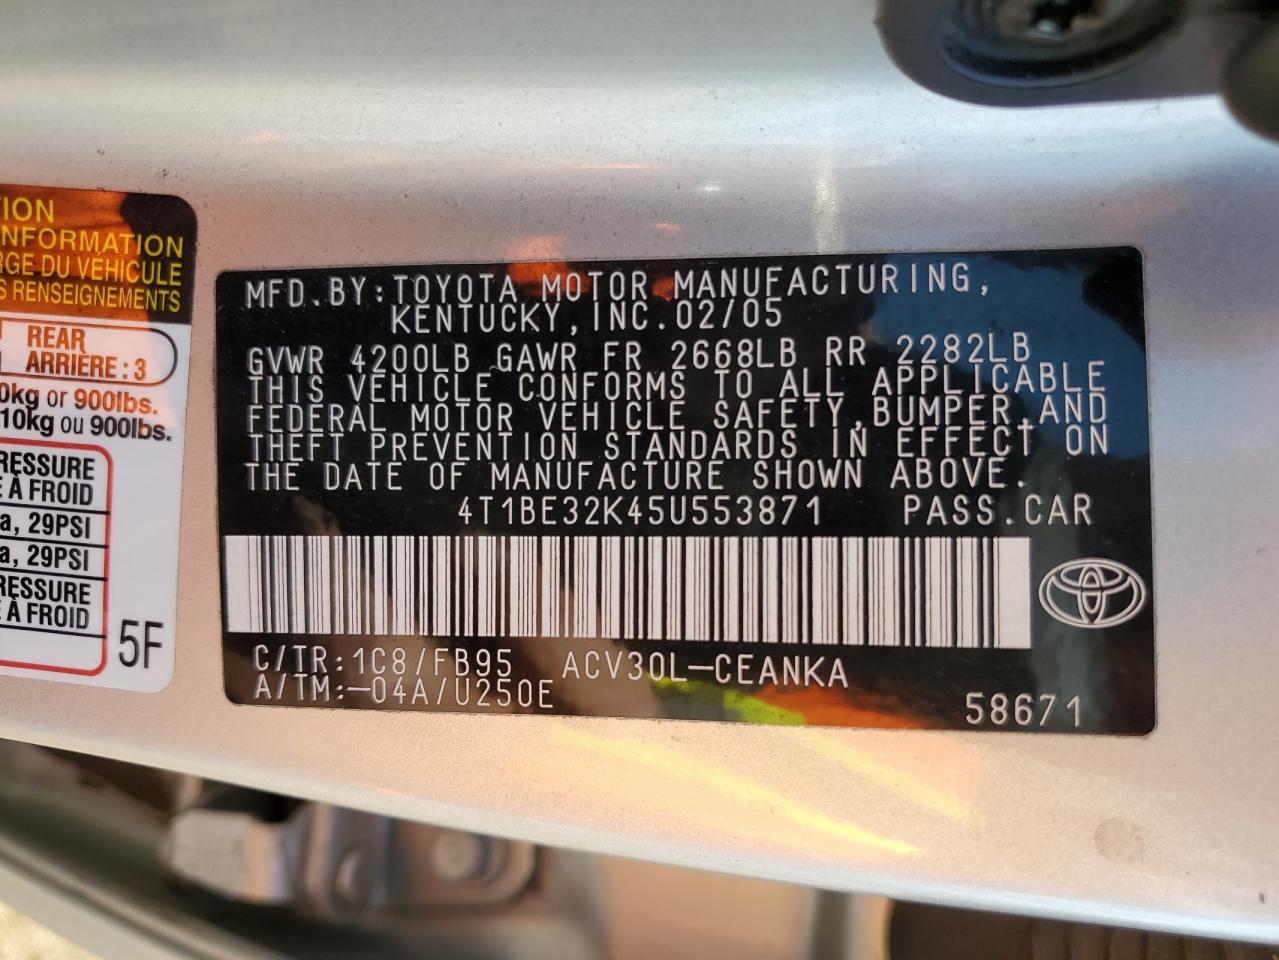 TION
INFORMATION
RGE DU VÉHICULE
S RENSEIGNEMENTS
REAR
ARRIÈRE : 3
0kg or 900lbs.
10kg ou 900lbs.
RESSURE
À FROID
a, 29PSI
a, 29PSI
RESSURE
À FROID
5F
MFD.BY:TOYOTA MOTOR MANUFACTURING,
KENTUCKY,INC.02/05
GVWR 4200LB GAWR FR 2668LB RR 2282LB
THIS VEHICLE CONFORMS TO ALL APPLICABLE
FEDERAL MOTOR VEHICLE SAFETY,BUMPER,AND
THEFT PREVENTION STANDARDS IN EFFECT ON
THE DATE OF MANUFACTURE SHOWN ABOVE.
4T1BE32K45U553871 PASS.CAR
C/TR:1C8/FB95 ACV30L-CEANKA
A/TM:-04A/U250E
58671